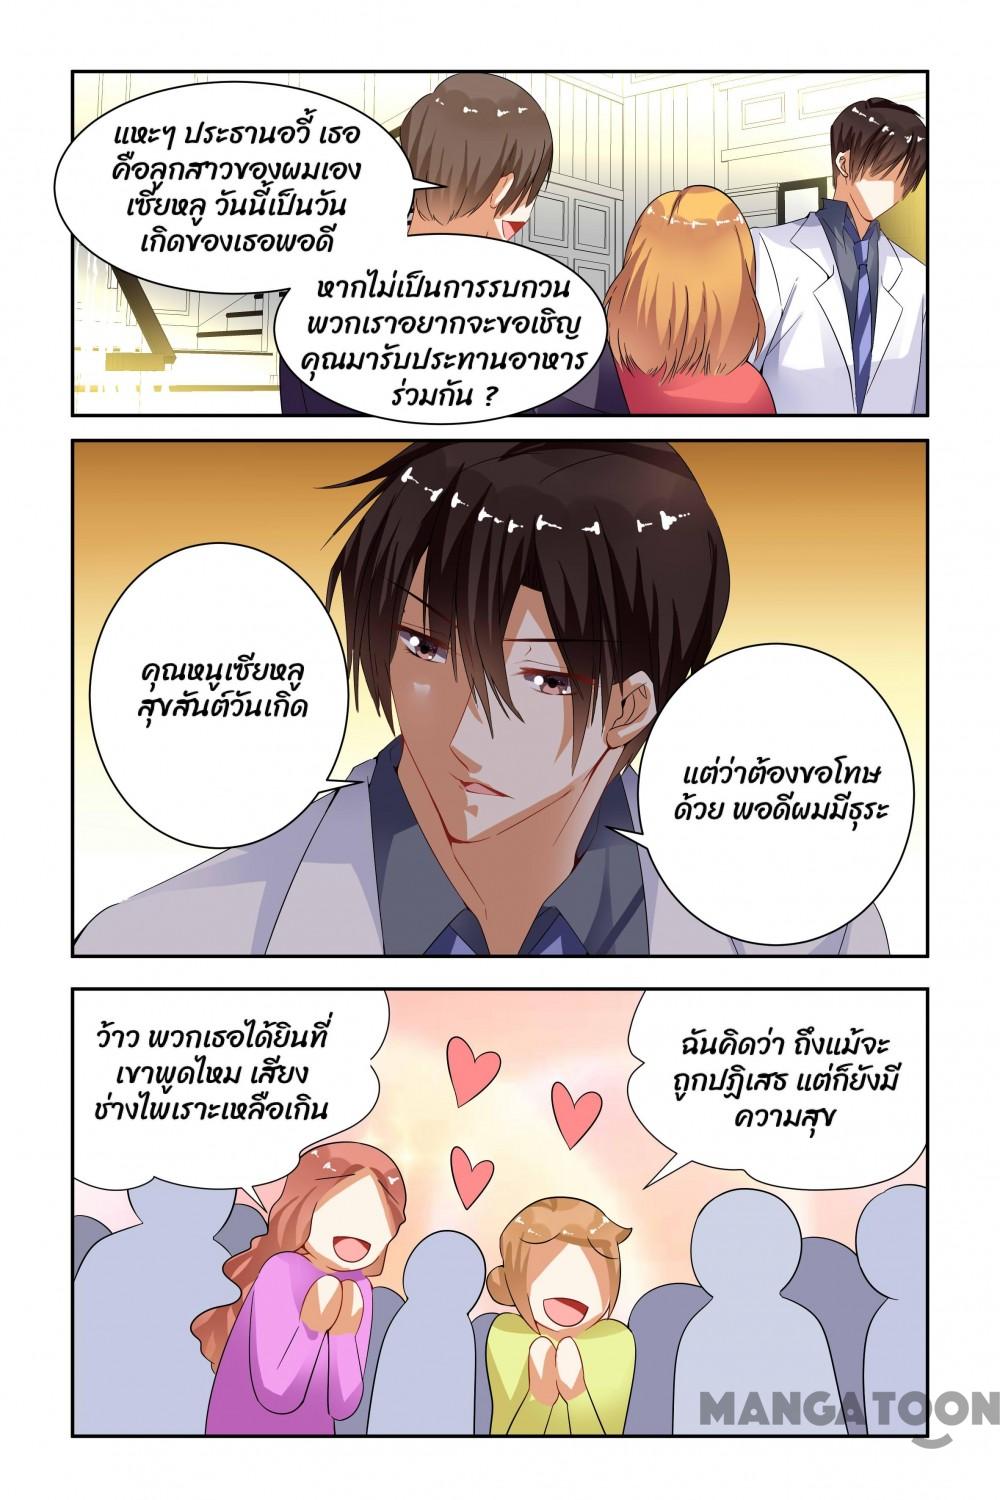 แหะๆ ประธานอวี้ เธอ
คือลูกสาวของผมเอง
เซียหลู วันนี้เป็นวัน
เกิดของเธอพอดี
หากไม่เป็นการรบกวน
พวกเราอยากจะขอเชิญ
คุณมารับประทานอาหาร
ร่วมกัน ?
คุณหนูเซียหลู
สุขสันต์วันเกิด
แต่ว่าต้องขอโทษ
ด้วย พอดีผมมีธุระ
ว้าว พวกเธอได้ยินที่
เขาพูดไหม เสียง
ช่างไพเราะเหลือเกิน
ฉันคิดว่า ถึงแม้จะ
ถูกปฏิเสธ แต่ก็ยังมี
ความสุข
MANGATOON